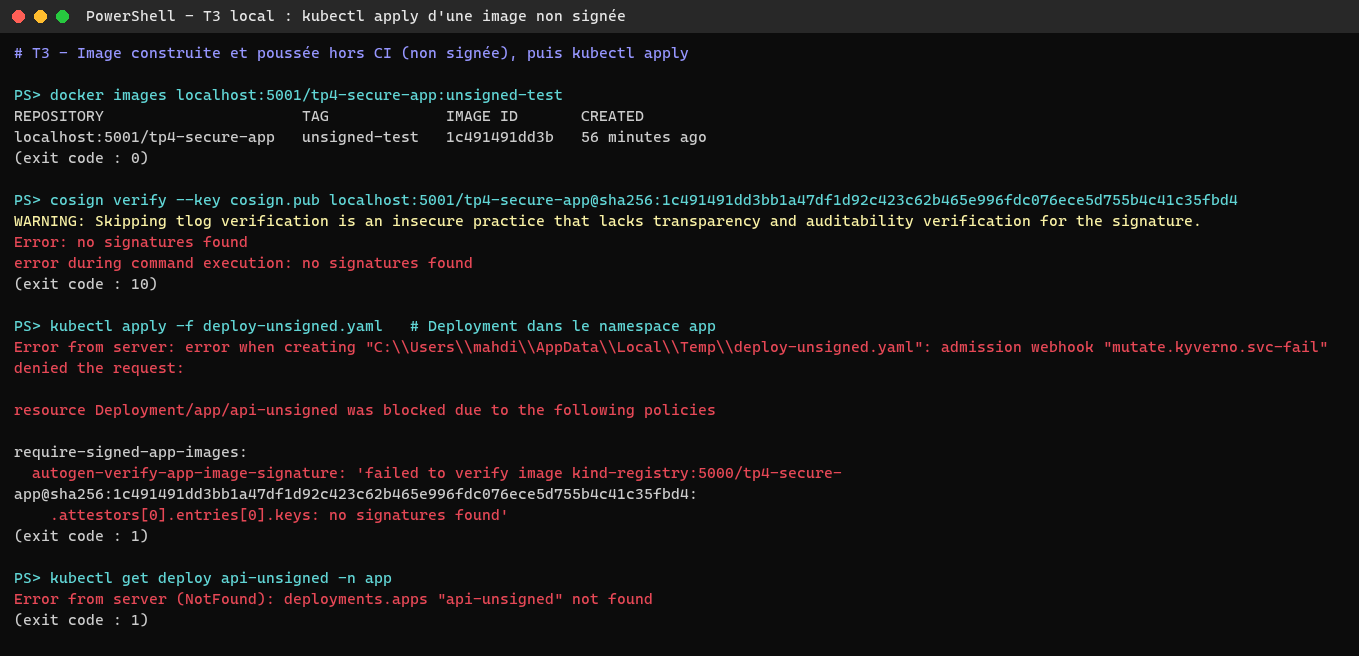 PowerShell - T3 local : kubectl apply d'une image non signée
# T3 - Image construite et poussée hors CI (non signée), puis kubectl apply
PS> docker images localhost:5001/tp4-secure-app:unsigned-test
REPOSITORY                      TAG             IMAGE ID       CREATED
localhost:5001/tp4-secure-app   unsigned-test   1c491491dd3b   56 minutes ago
(exit code : 0)
PS> cosign verify --key cosign.pub localhost:5001/tp4-secure-app@sha256:1c491491dd3bb1a47df1d92c423c62b465e996fdc076ece5d755b4c41c35fbd4
WARNING: Skipping tlog verification is an insecure practice that lacks transparency and auditability verification for the signature.
Error: no signatures found
error during command execution: no signatures found
(exit code : 10)
PS> kubectl apply -f deploy-unsigned.yaml   # Deployment dans le namespace app
Error from server: error when creating "C:\\Users\\mahdi\\AppData\\Local\\Temp\\deploy-unsigned.yaml": admission webhook "mutate.kyverno.svc-fail"
denied the request:
resource Deployment/app/api-unsigned was blocked due to the following policies
require-signed-app-images:
  autogen-verify-app-image-signature: 'failed to verify image kind-registry:5000/tp4-secure-
app@sha256:1c491491dd3bb1a47df1d92c423c62b465e996fdc076ece5d755b4c41c35fbd4:
    .attestors[0].entries[0].keys: no signatures found'
(exit code : 1)
PS> kubectl get deploy api-unsigned -n app
Error from server (NotFound): deployments.apps "api-unsigned" not found
(exit code : 1)